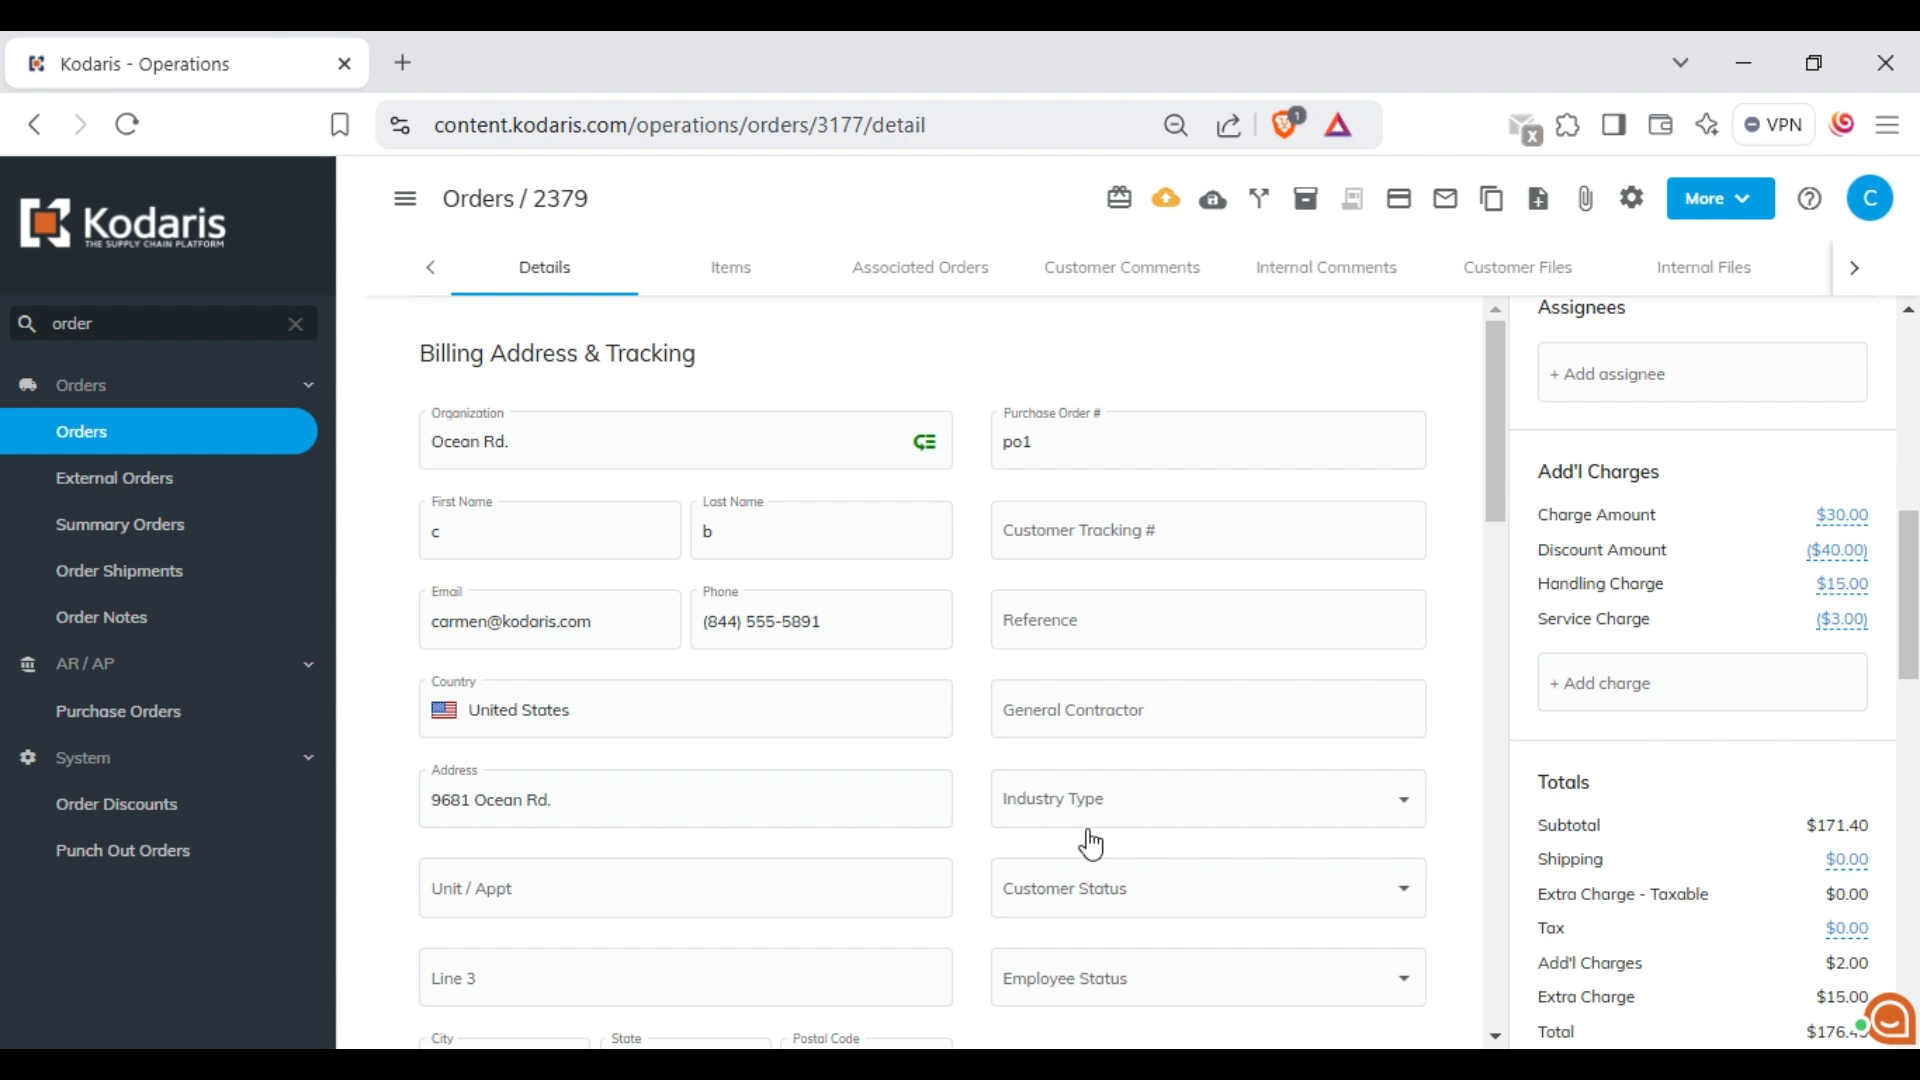 Kodaris - Operations
content.kodaris.com/operations/orders/3177/detail
1
x
VPN
Kodaris
THE SUPPLY CHAIN PLATFORM
Orders / 2379
More
C
Details
Items
Associated Orders
Customer Comments
Internal Comments
Customer Files
Internal Files
order
Orders
Orders
External Orders
Summary Orders
Order Shipments
Order Notes
AR / AP
Purchase Orders
System
Order Discounts
Punch Out Orders
Billing Address & Tracking
Organization
Ocean Rd.
Purchase Order #
po1
First Name
c
Last Name
b
Customer Tracking #
Email
carmen@kodaris.com
Phone
(844) 555-5891
Reference
Country
United States
General Contractor
Address
9681 Ocean Rd.
Industry Type
Unit / Appt
Customer Status
Line 3
Employee Status
City
State
Postal Code
Assignees
+ Add assignee
Add'l Charges
Charge Amount $30.00
Discount Amount ($40.00)
Handling Charge $15.00
Service Charge ($3.00)
+ Add charge
Totals
Subtotal $171.40
Shipping $0.00
Extra Charge - Taxable $0.00
Tax $0.00
Add'l Charges $2.00
Extra Charge $15.00
Total $176.4